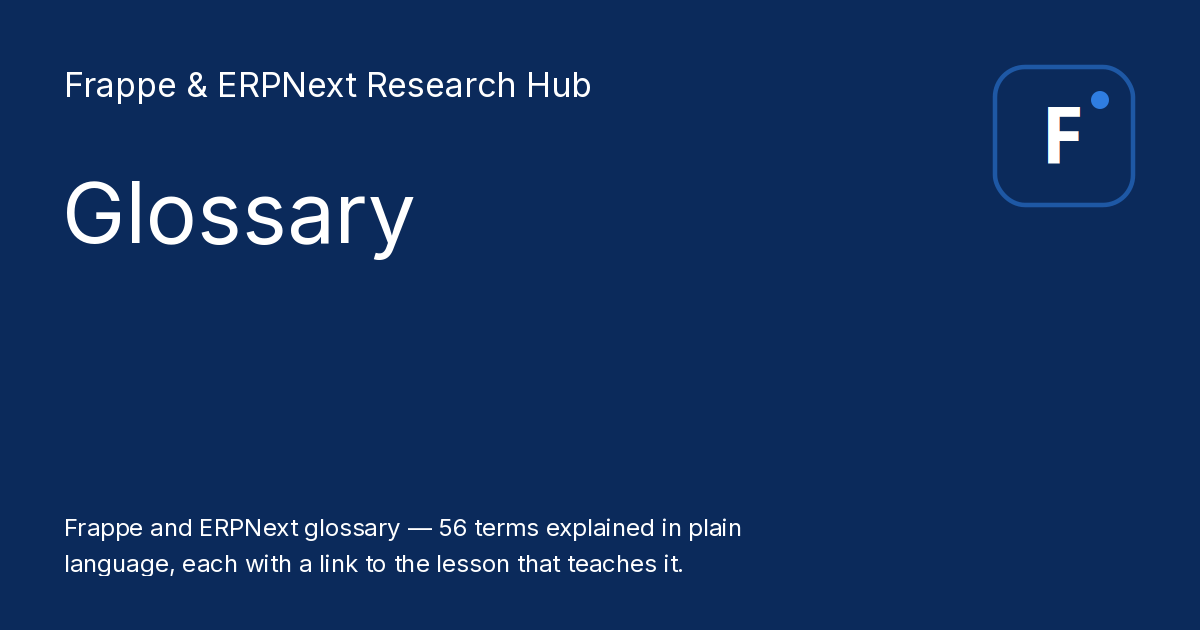 Frappe & ERPNext Research Hub
F
Glossary
Frappe and ERPNext glossary — 56 terms explained in plain
language, each with a link to the lesson that teaches it.